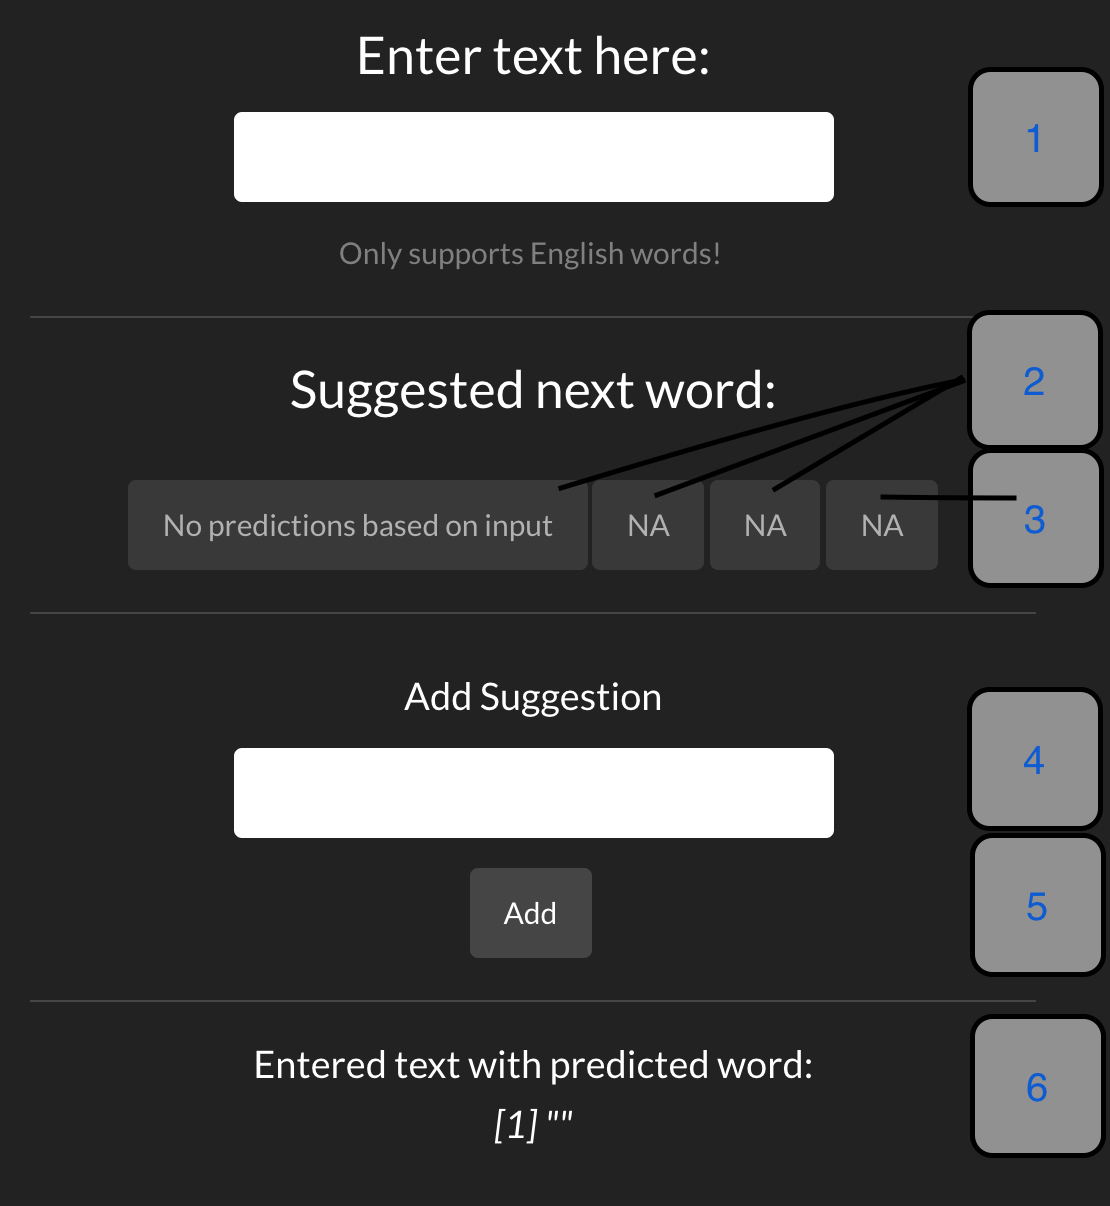 Enter text here:
1
Only supports English words!
2
Suggested next word:
No predictions based on input NA NA NA 3
Add Suggestion
4
5
Add
Entered text with predicted word:
6
[1] ""